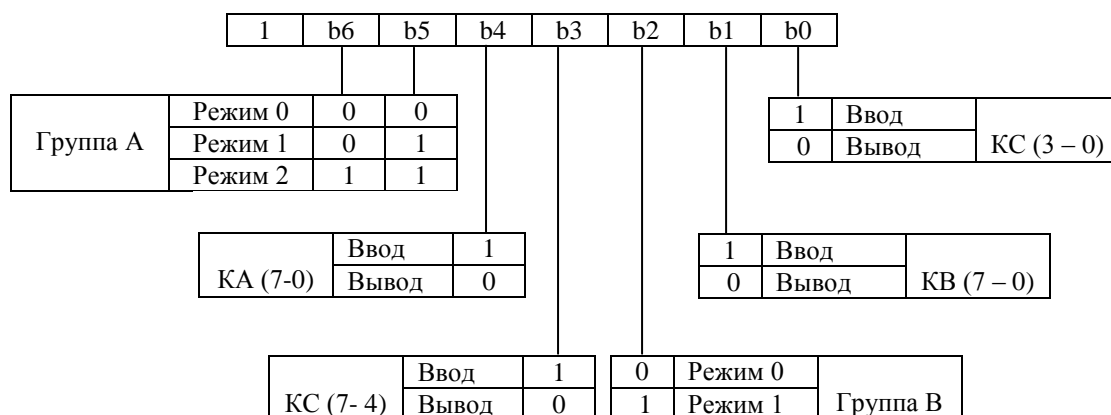 1 b6 b5 b4 b3 b2 b1 b0
Группа А
Режим 0 0 0
Режим 1 0 1
Режим 2 1 1
1 Ввод
0 Вывод
КС (3 – 0)
КА (7-0)
Ввод 1
Вывод 0
1 Ввод
0 Вывод
КВ (7 – 0)
КС (7- 4)
Ввод 1
Вывод 0
0 Режим 0
1 Режим 1
Группа В